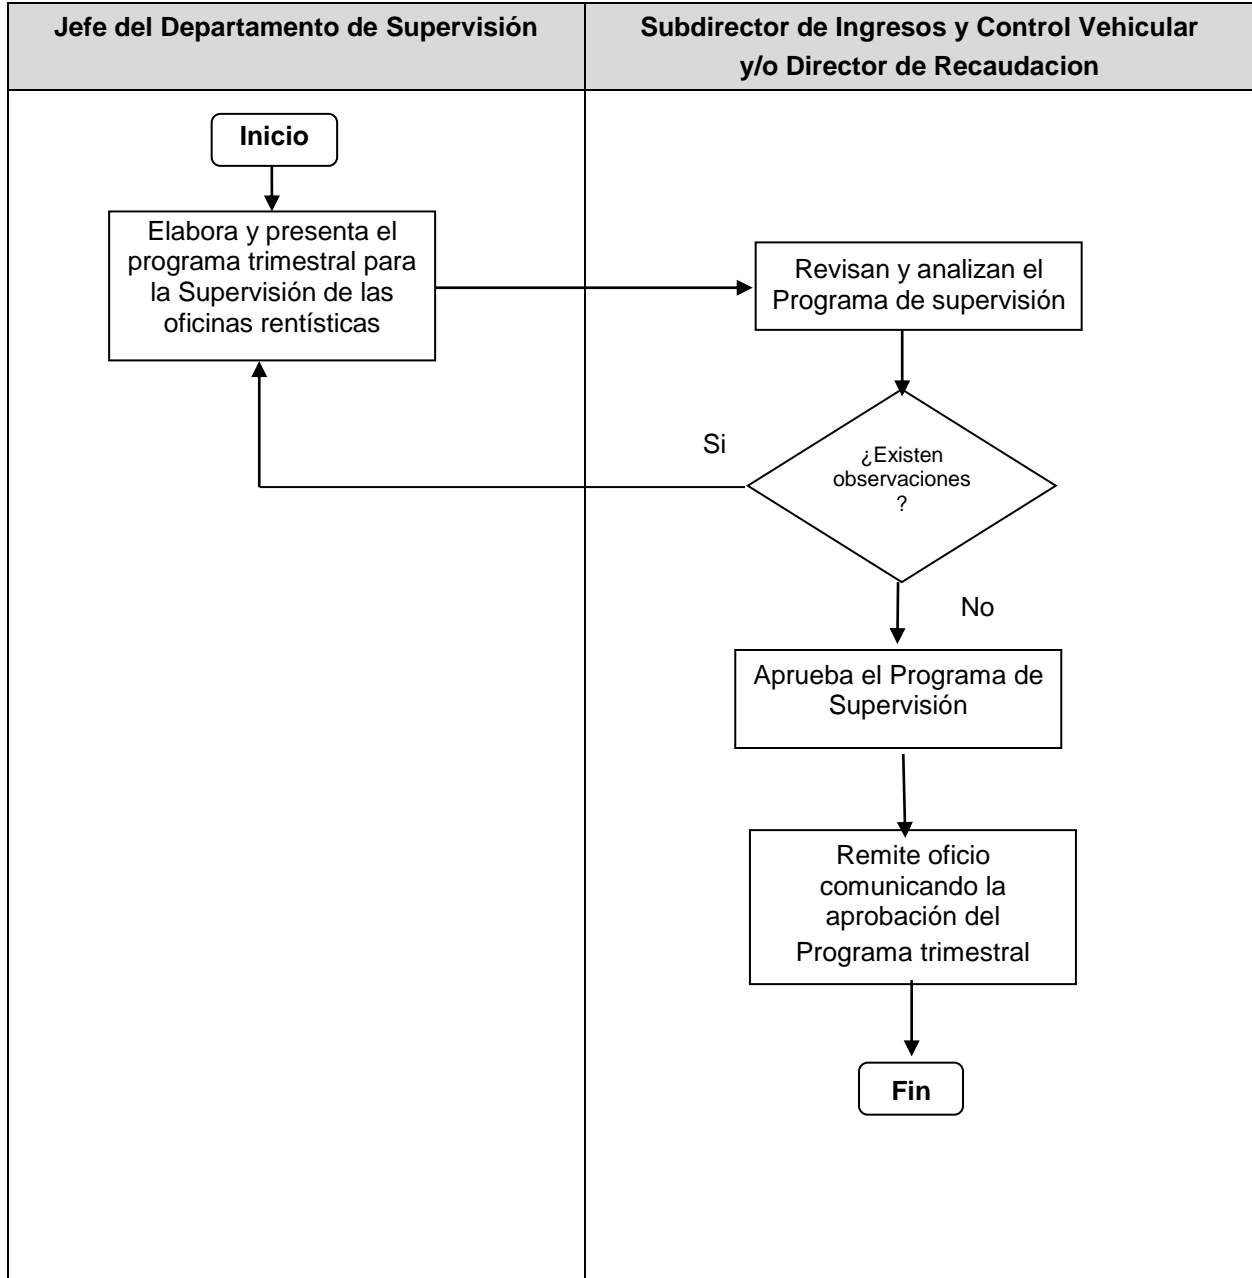 Jefe del Departamento de Supervisión
Subdirector de Ingresos y Control Vehicular
y/o Director de Recaudacion
Inicio
Elabora y presenta el
programa trimestral para
la Supervisión de las
oficinas rentísticas
Revisan y analizan el
Programa de supervisión
¿Existen
observaciones
?
Si
No
Aprueba el Programa de
Supervisión
Remite oficio
comunicando la
aprobación del
Programa trimestral
Fin